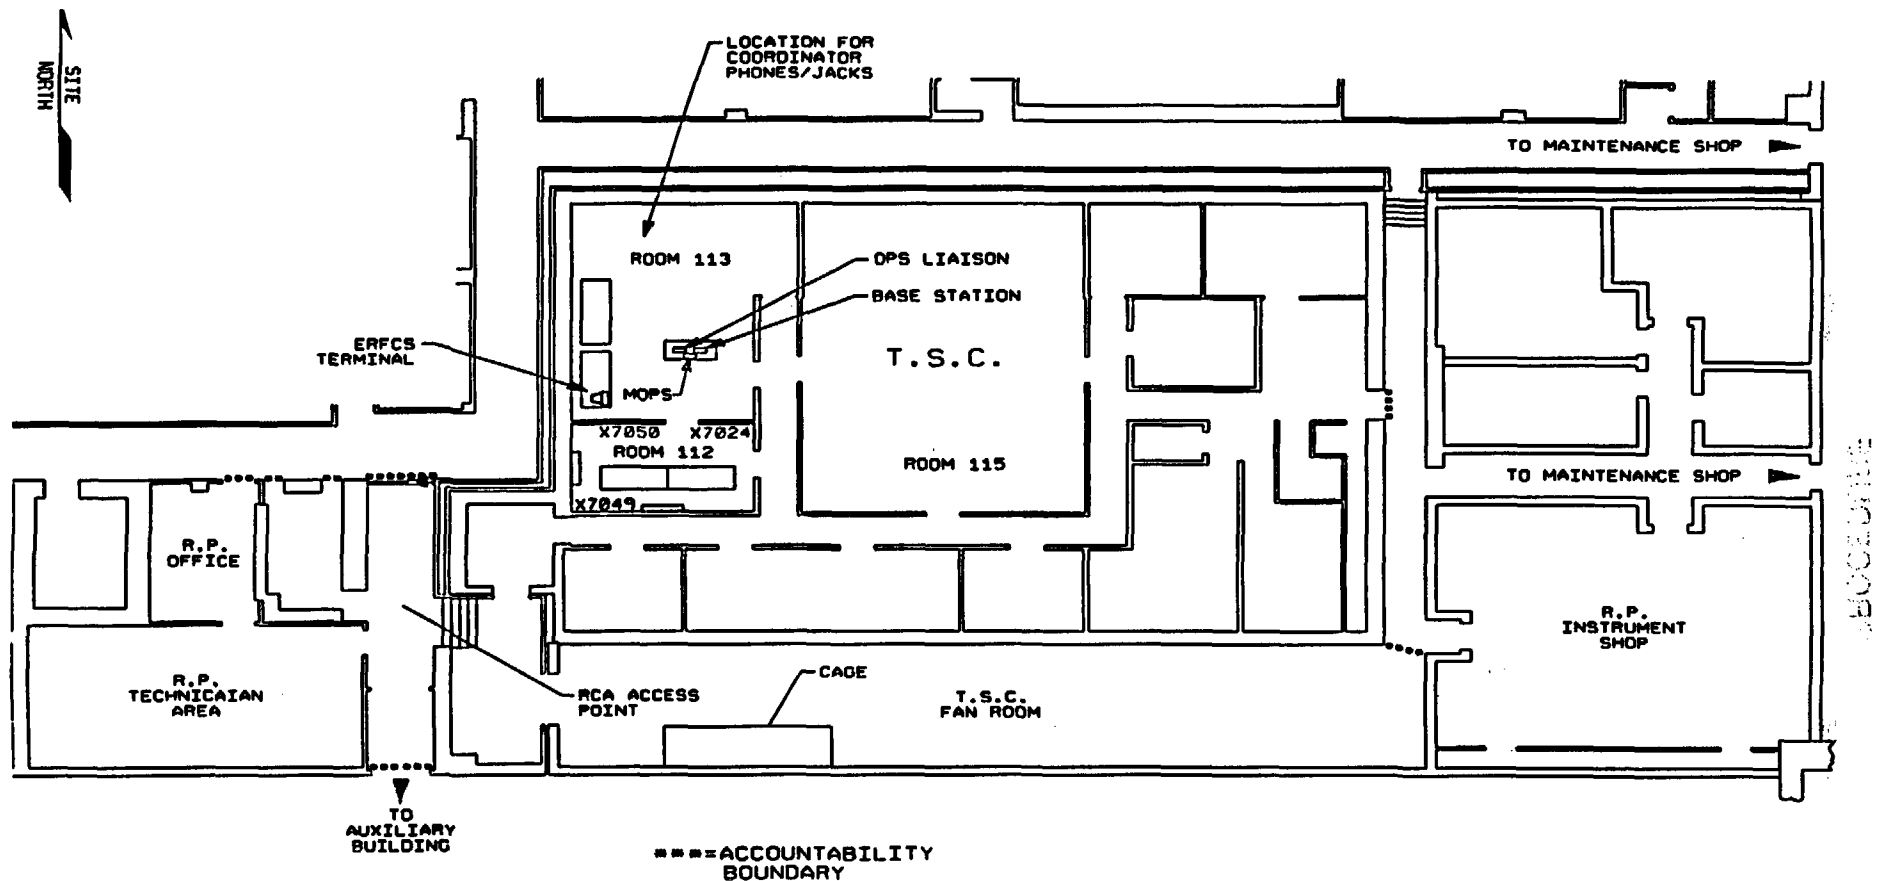 SITE
NORTH
LOCATION FOR
COORDINATOR
PHONES/JACKS
TO MAINTENANCE SHOP
ROOM 113
OPS LIAISON
BASE STATION
ERFCS
TERMINAL
T.S.C.
MOPS
X7050 X7024
ROOM 112
ROOM 115
X7049
TO MAINTENANCE SHOP
R.P.
OFFICE
R.P.
INSTRUMENT
SHOP
R.P.
TECHNICAIAN
AREA
RCA ACCESS
POINT
CAGE
T.S.C.
FAN ROOM
TO
AUXILIARY
BUILDING
=ACCOUNTABILITY
BOUNDARY